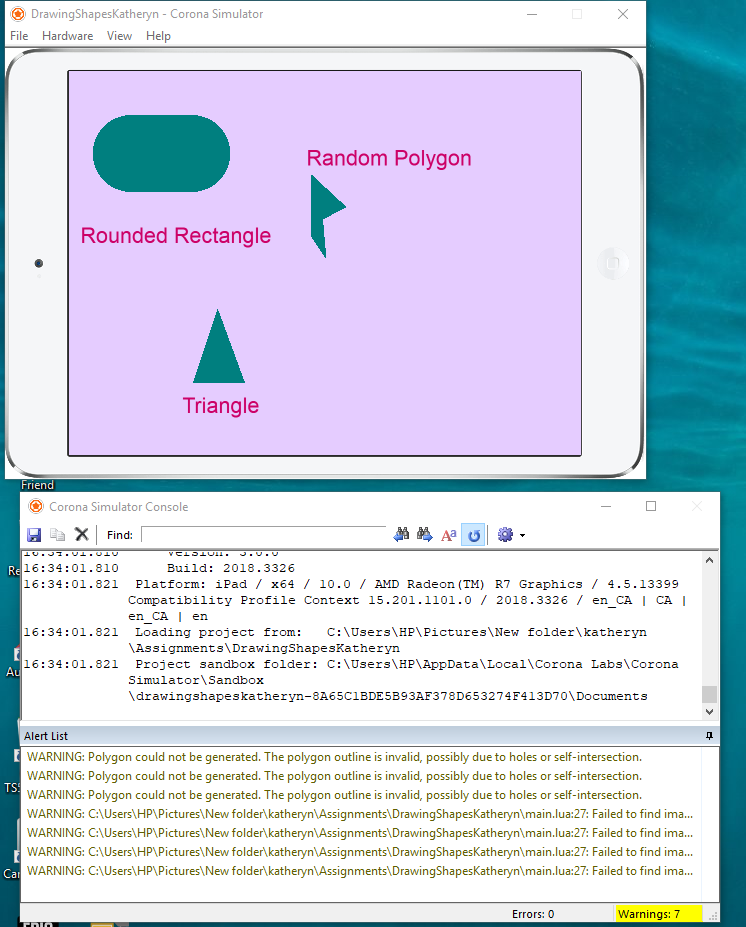 DrawingShapesKatheryn - Corona Simulator
File Hardware View Help
Random Polygon
Rounded Rectangle
Triangle
Friend
Corona Simulator Console
Find:
16:34:01.810 Version: 3.0.0
16:34:01.810 Build: 2018.3326
16:34:01.821 Platform: iPad / x64 / 10.0 / AMD Radeon(TM) R7 Graphics / 4.5.13399
Compatibility Profile Context 15.201.1101.0 / 2018.3326 / en_CA | CA |
en_CA | en
16:34:01.821 Loading project from: C:\Users\HP\Pictures\New folder\katheryn
\Assignments\DrawingShapesKatheryn
16:34:01.821 Project sandbox folder: C:\Users\HP\AppData\Local\Corona Labs\Corona
Simulator\Sandbox
\drawingshapeskatheryn-8A65C1BDE5B93AF378D653274F413D70\Documents
Alert List
WARNING: Polygon could not be generated. The polygon outline is invalid, possibly due to holes or self-intersection.
WARNING: Polygon could not be generated. The polygon outline is invalid, possibly due to holes or self-intersection.
WARNING: Polygon could not be generated. The polygon outline is invalid, possibly due to holes or self-intersection.
WARNING: C:\Users\HP\Pictures\New folder\katheryn\Assignments\DrawingShapesKatheryn\main.lua:27: Failed to find ima...
WARNING: C:\Users\HP\Pictures\New folder\katheryn\Assignments\DrawingShapesKatheryn\main.lua:27: Failed to find ima...
WARNING: C:\Users\HP\Pictures\New folder\katheryn\Assignments\DrawingShapesKatheryn\main.lua:27: Failed to find ima...
WARNING: C:\Users\HP\Pictures\New folder\katheryn\Assignments\DrawingShapesKatheryn\main.lua:27: Failed to find ima...
Errors: 0 Warnings: 7